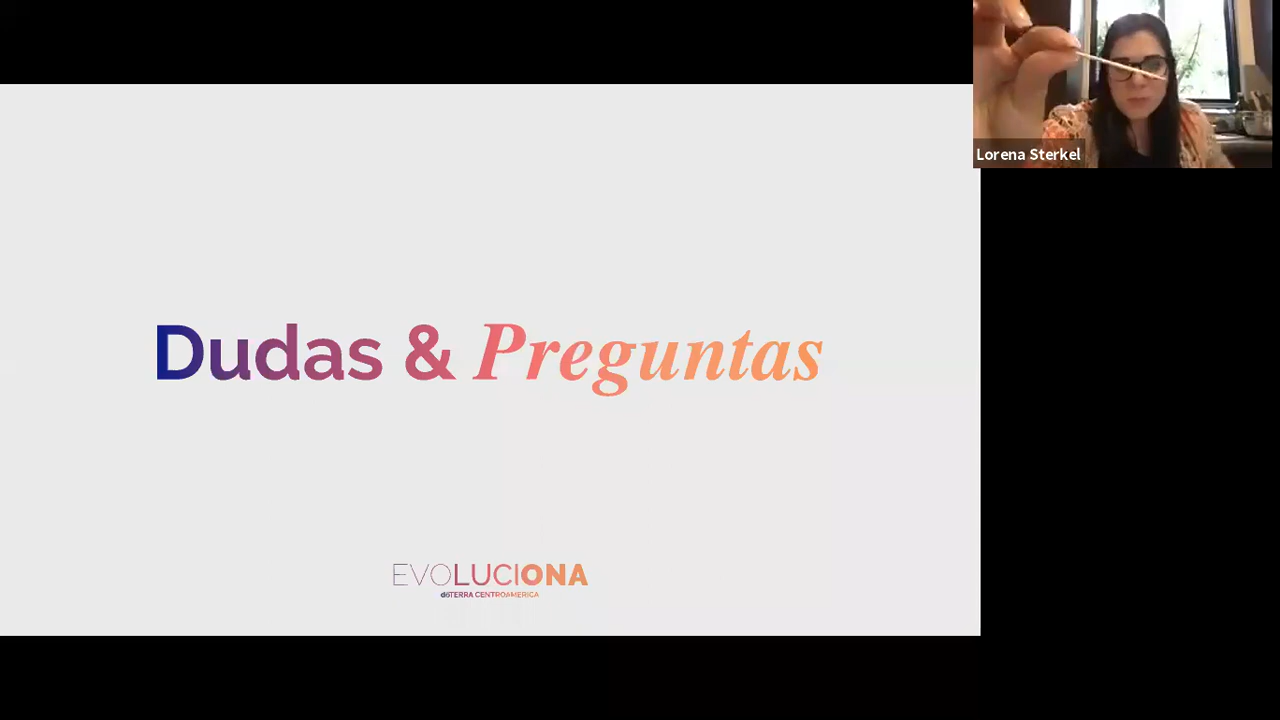 Lorena Sterkel
Dudas & Preguntas
EVOLUCIONA
dōTERRA CENTROAMERICA